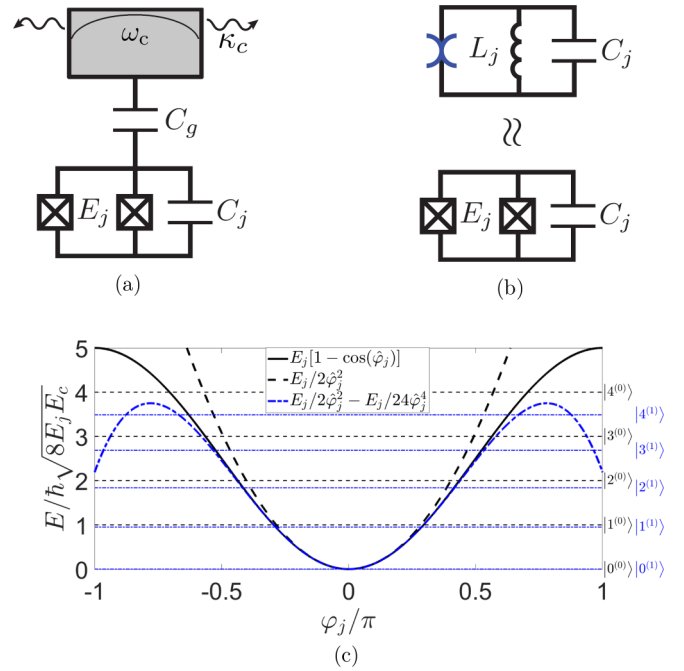 ω_c
κ_c
C_g
E_j
C_j
(a)
L_j
C_j
≈
E_j
C_j
(b)
E/ħ√(8E_jE_c)
5
4
3
2
1
0
E_j[1 − cos(φ̂_j)]
E_j/2φ̂_j^2
E_j/2φ̂_j^2 − E_j/24φ̂_j^4
|4^(0)⟩
|4^(1)⟩
|3^(0)⟩
|3^(1)⟩
|2^(0)⟩ |2^(1)⟩
|1^(0)⟩ |1^(1)⟩
|0^(0)⟩ |0^(1)⟩
-1 -0.5 0 0.5 1
φ_j/π
(c)